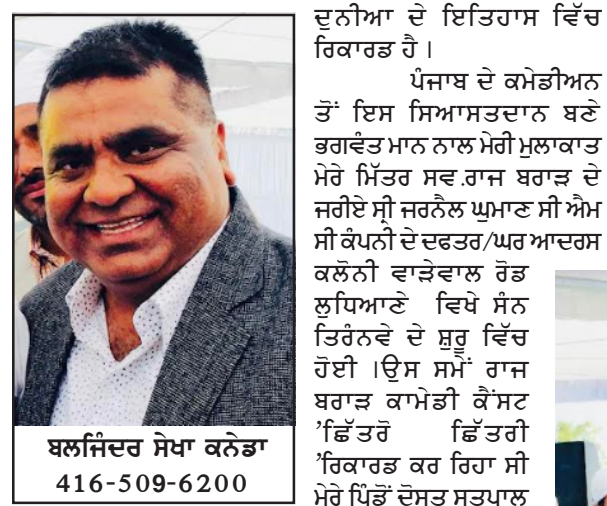 ਦੁਨੀਆ ਦੇ ਇਤਿਹਾਸ ਵਿੱਚ
ਰਿਕਾਰਡ ਹੈ ।
ਪੰਜਾਬ ਦੇ ਕਮੇਡੀਅਨ
ਤੋਂ ਇਸ ਸਿਆਸਤਦਾਨ ਬਣੇ
ਭਗਵੰਤ ਮਾਨ ਨਾਲ ਮੇਰੀ ਮੁਲਾਕਾਤ
ਮੇਰੇ ਮਿੱਤਰ ਸਵ.ਰਾਜ ਬਰਾੜ ਦੇ
ਜਰੀਏ ਸ੍ਰੀ ਜਰਨੈਲ ਘੁਮਾਣ ਸੀ ਐਮ
ਸੀ ਕੰਪਨੀ ਦੇ ਦਫਤਰ/ਘਰ ਆਦਰਸ
ਕਲੋਨੀ ਵਾੜੇਵਾਲ ਰੋਡ
ਲੁਧਿਆਣੇ ਵਿਖੇ ਸੰਨ
ਤਿਰੰਨਵੇ ਦੇ ਸ਼ੁਰੂ ਵਿੱਚ
ਹੋਈ ।ਉਸ ਸਮੇਂ ਰਾਜ
ਬਰਾੜ ਕਾਮੇਡੀ ਕੈਂਸਟ
’ਛਿੱਤਰੋ ਛਿੱਤਰੀ
’ਰਿਕਾਰਡ ਕਰ ਰਿਹਾ ਸੀ
ਮੇਰੇ ਪਿੰਡੋਂ ਦੋਸਤ ਸਤਪਾਲ
ਬਲਜਿੰਦਰ ਸੇਖਾ ਕਨੇਡਾ
416-509-6200